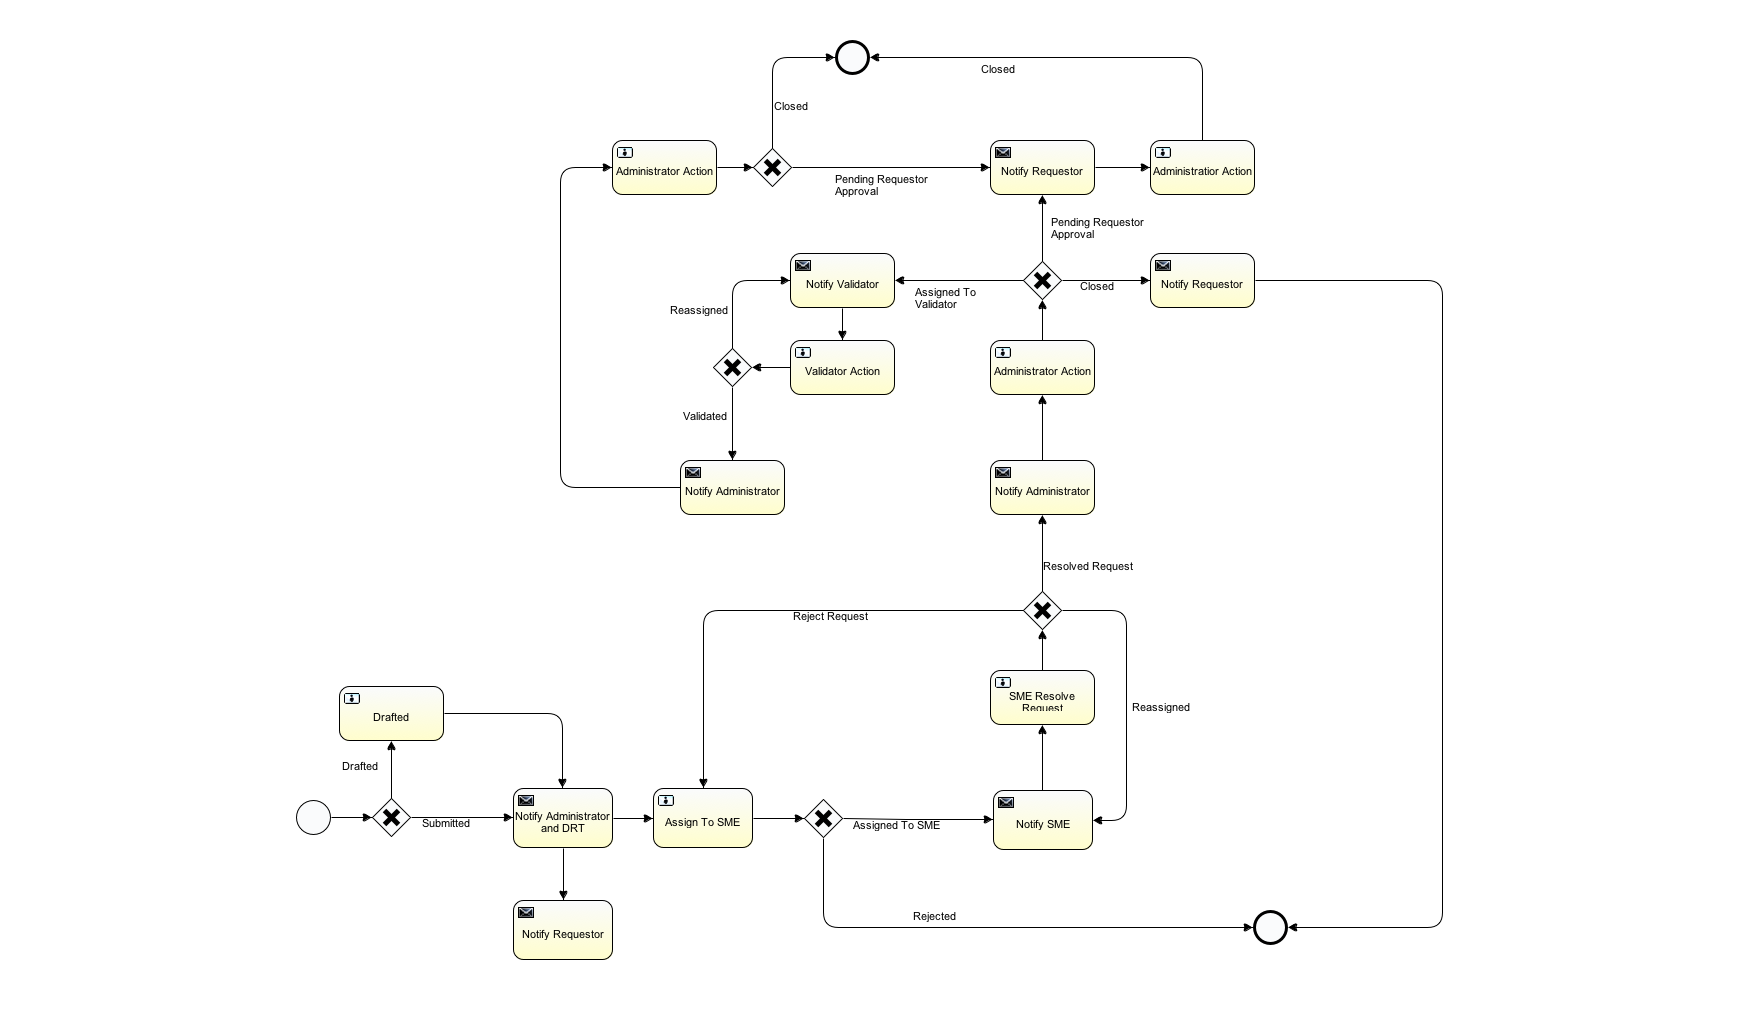 Closed
Closed
Administrator Action
Pending Requestor
Approval
Notify Requestor
Administratior Action
Pending Requestor
Approval
Notify Validator
Assigned To
Validator
Closed
Notify Requestor
Reassigned
Validator Action
Administrator Action
Validated
Notify Administrator
Notify Administrator
Resolved Request
Reject Request
SME Resolve
Request
Reassigned
Drafted
Drafted
Submitted
Notify Administrator
and DRT
Assign To SME
Assigned To SME
Notify SME
Rejected
Notify Requestor